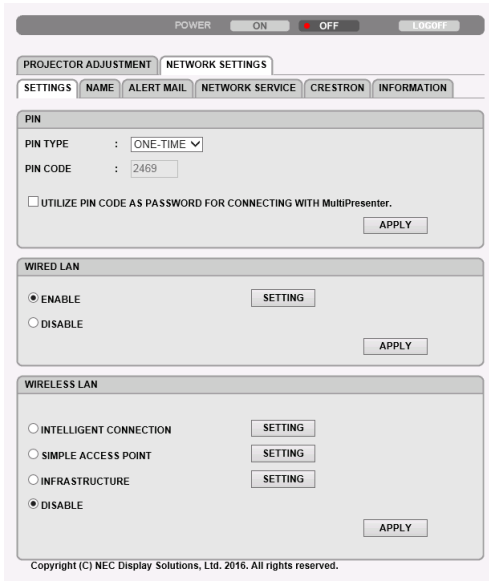 POWER ON OFF LOGOFF
PROJECTOR ADJUSTMENT NETWORK SETTINGS
SETTINGS NAME ALERT MAIL NETWORK SERVICE CRESTRON INFORMATION
PIN
PIN TYPE : ONE-TIME
PIN CODE : 2469
UTILIZE PIN CODE AS PASSWORD FOR CONNECTING WITH MultiPresenter.
APPLY
WIRED LAN
ENABLE SETTING
DISABLE
APPLY
WIRELESS LAN
INTELLIGENT CONNECTION SETTING
SIMPLE ACCESS POINT SETTING
INFRASTRUCTURE SETTING
DISABLE
APPLY
Copyright (C) NEC Display Solutions, Ltd. 2016. All rights reserved.